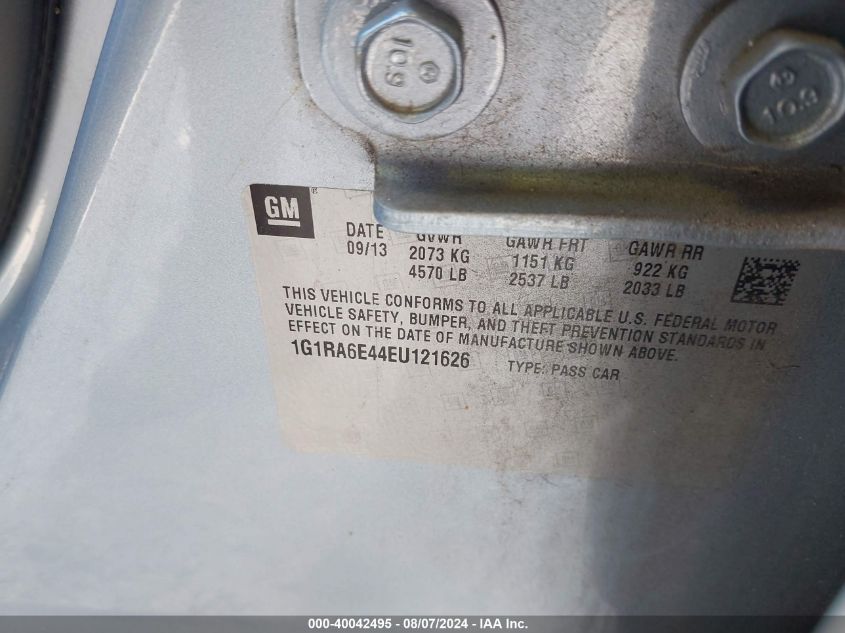 10.9
10.9
GM
DATE GVWR GAWR FRT GAWR RR
09/13 2073 KG 1151 KG 922 KG
4570 LB 2537 LB 2033 LB
THIS VEHICLE CONFORMS TO ALL APPLICABLE U.S. FEDERAL MOTOR
VEHICLE SAFETY, BUMPER, AND THEFT PREVENTION STANDARDS IN
EFFECT ON THE DATE OF MANUFACTURE SHOWN ABOVE.
1G1RA6E44EU121626 TYPE: PASS CAR
000-40042495 - 08/07/2024 - IAA Inc.